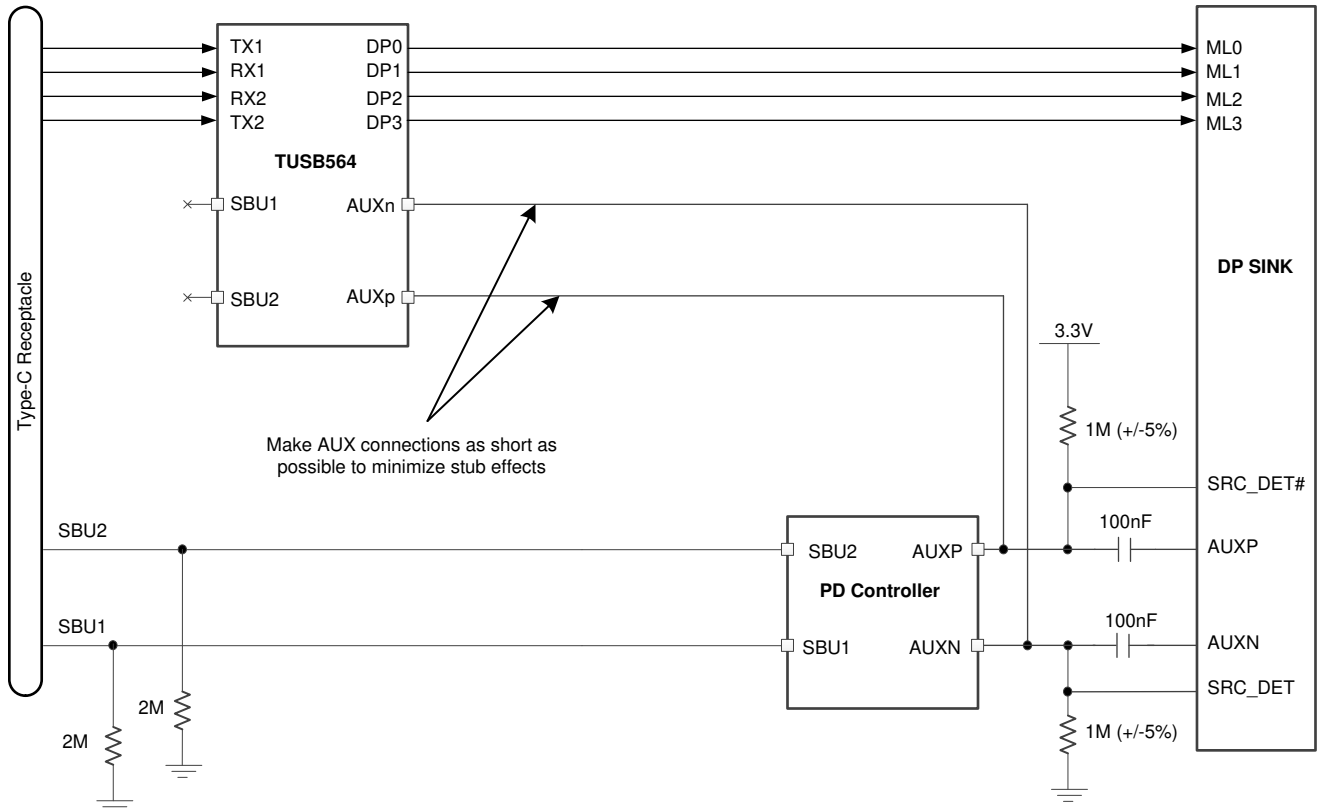 Type-C Receptacle
TX1
RX1
RX2
TX2
DP0
DP1
DP2
DP3
TUSB564
SBU1
SBU2
AUXn
AUXp
ML0
ML1
ML2
ML3
DP SINK
Make AUX connections as short as
possible to minimize stub effects
3.3V
1M (+/-5%)
SRC_DET#
100nF
AUXP
SBU2
SBU2
AUXP
PD Controller
SBU1
SBU1
AUXN
100nF
AUXN
SRC_DET
1M (+/-5%)
2M
2M